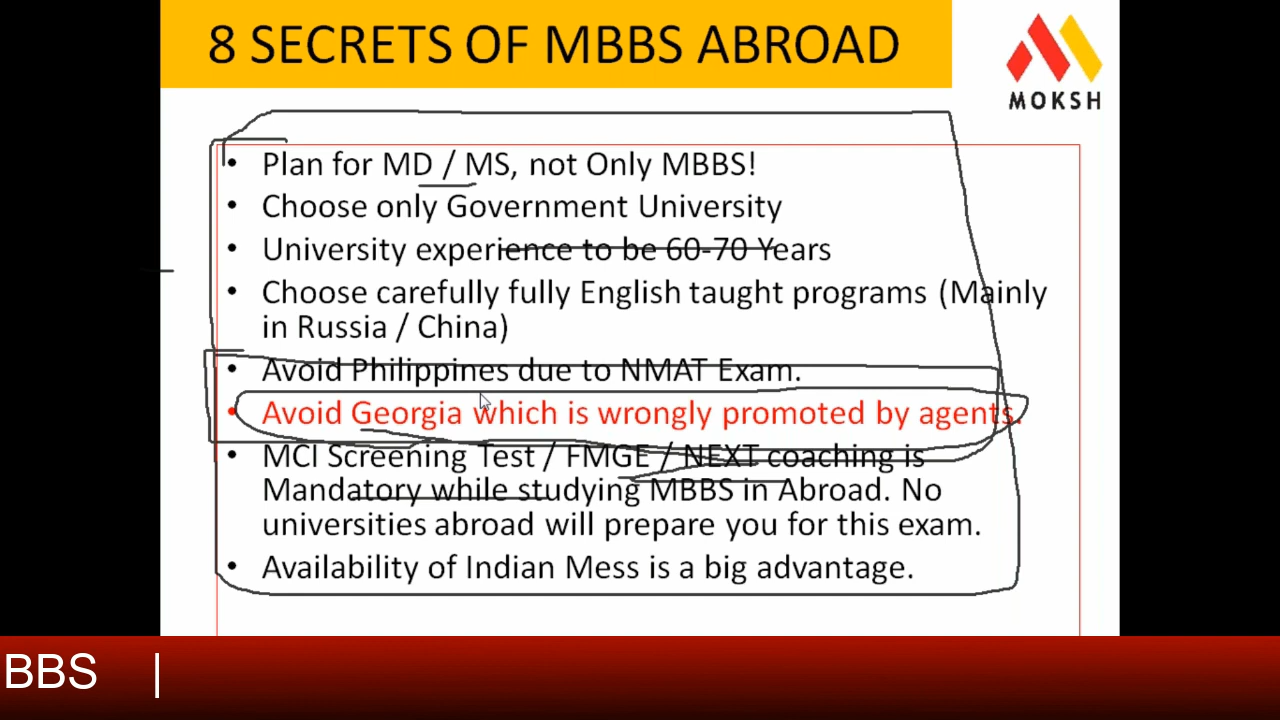 8 SECRETS OF MBBS ABROAD
MOKSH
• Plan for MD / MS, not Only MBBS!
• Choose only Government University
• University experience to be 60-70 Years
• Choose carefully fully English taught programs (Mainly
in Russia / China)
• Avoid Philippines due to NMAT Exam.
• Avoid Georgia which is wrongly promoted by agents.
• MCI Screening Test / FMGE / NEXT coaching is
Mandatory while studying MBBS in Abroad. No
universities abroad will prepare you for this exam.
• Availability of Indian Mess is a big advantage.
BBS |